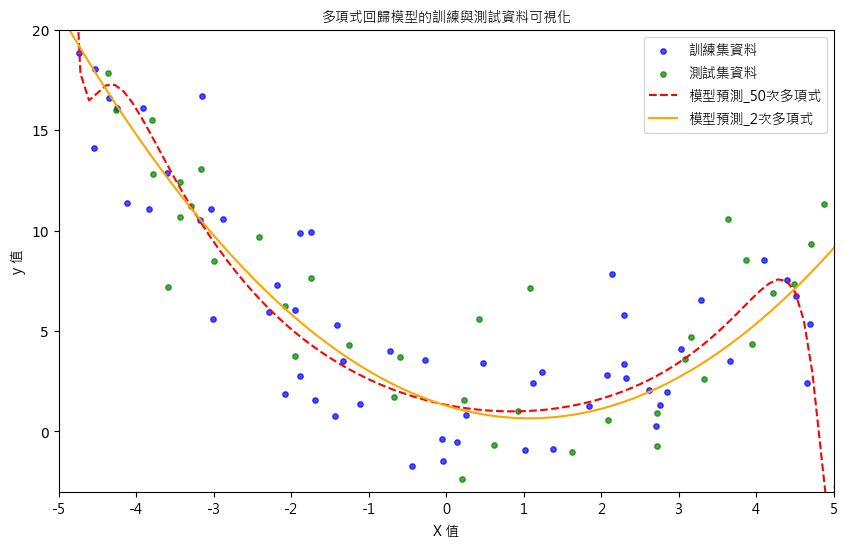 多項式回歸模型的訓練與測試資料可視化
訓練集資料
測試集資料
模型預測_50次多項式
模型預測_2次多項式
y 值
20
15
10
5
0
-5 -4 -3 -2 -1 0 1 2 3 4 5
X 值